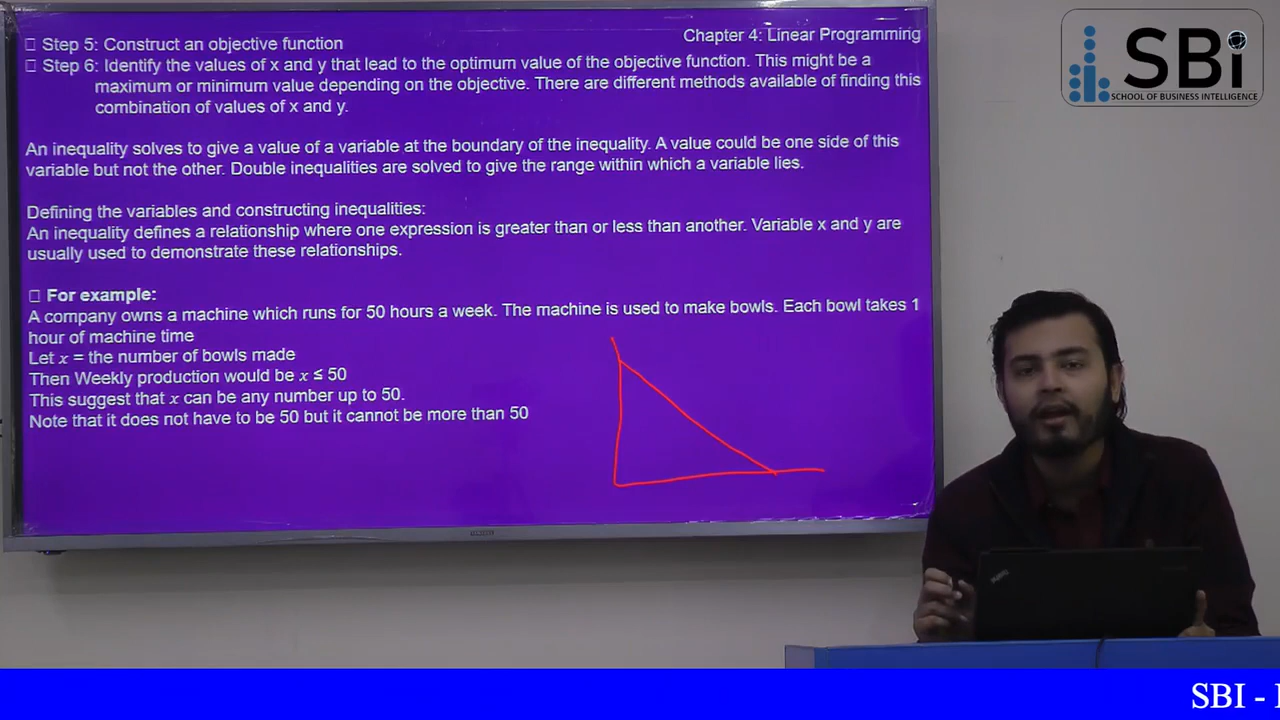 Chapter 4: Linear Programming
Step 5: Construct an objective function
Step 6: Identify the values of x and y that lead to the optimum value of the objective function. This might be a
maximum or minimum value depending on the objective. There are different methods available of finding this
combination of values of x and y.
An inequality solves to give a value of a variable at the boundary of the inequality. A value could be one side of this
variable but not the other. Double inequalities are solved to give the range within which a variable lies.
Defining the variables and constructing inequalities:
An inequality defines a relationship where one expression is greater than or less than another. Variable x and y are
usually used to demonstrate these relationships.
For example:
A company owns a machine which runs for 50 hours a week. The machine is used to make bowls. Each bowl takes 1
hour of machine time
Let x = the number of bowls made
Then Weekly production would be x ≤ 50
This suggest that x can be any number up to 50.
Note that it does not have to be 50 but it cannot be more than 50
SBi
SCHOOL OF BUSINESS INTELLIGENCE
SBI -